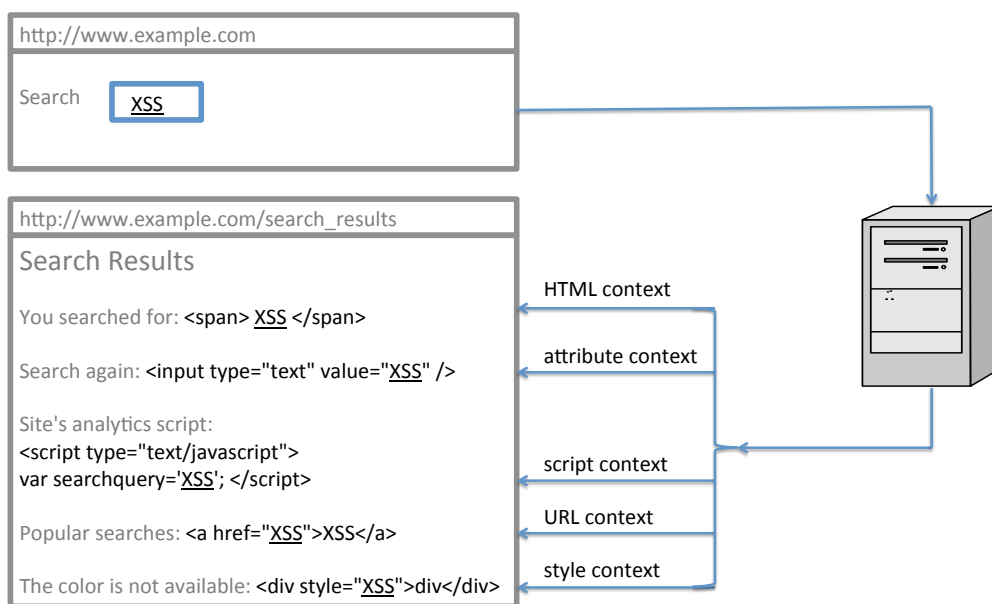 http://www.example.com
Search XSS
http://www.example.com/search_results
Search Results
HTML context
You searched for: <span> XSS </span>
attribute context
Search again: <input type="text" value="XSS" />
Site's analytics script:
<script type="text/javascript">
script context
var searchquery='XSS'; </script>
URL context
Popular searches: <a href="XSS">XSS</a>
style context
The color is not available: <div style="XSS">div</div>